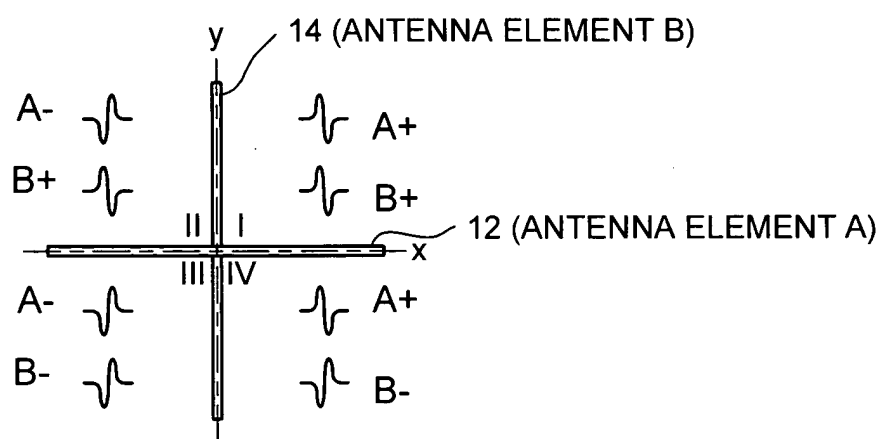 y
14 (ANTENNA ELEMENT B)
A-
A+
B+
B+
II I
12 (ANTENNA ELEMENT A)
x
III IV
A-
A+
B-
B-